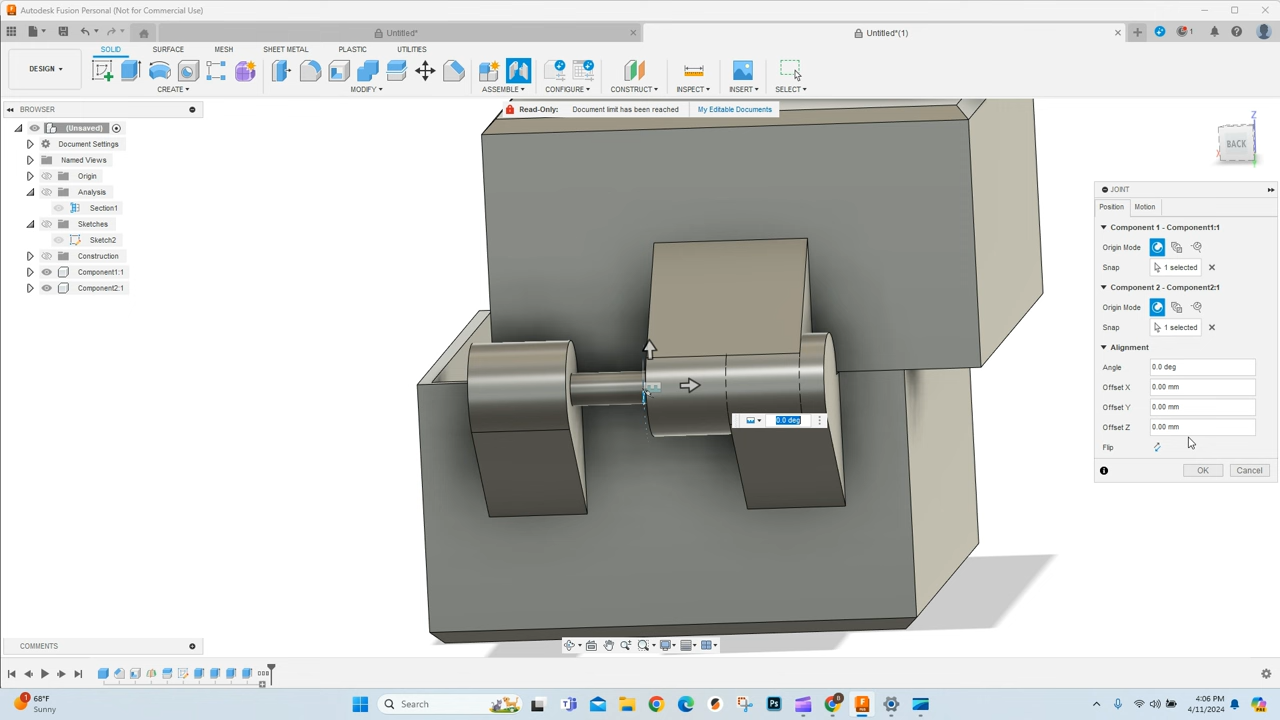 Autodesk Fusion Personal (Not for Commercial Use)
Untitled*
Untitled*(1)
1
DESIGN
SOLID
SURFACE
MESH
SHEET METAL
PLASTIC
UTILITIES
CREATE
MODIFY
ASSEMBLE
CONFIGURE
CONSTRUCT
INSPECT
INSERT
SELECT
Read-Only: Document limit has been reached My Editable Documents
BROWSER
(Unsaved)
Document Settings
Named Views
Origin
Analysis
Section1
Sketches
Sketch2
Construction
Component1:1
Component2:1
Z
BACK
X
JOINT
Position Motion
Component 1 - Component1:1
Origin Mode
Snap 1 selected
Component 2 - Component2:1
Origin Mode
Snap 1 selected
Alignment
Angle 0.0 deg
Offset X 0.00 mm
Offset Y 0.00 mm
Offset Z 0.00 mm
Flip
OK Cancel
0.0 deg
COMMENTS
1
68°F
Sunny
Search
4:06 PM
4/11/2024